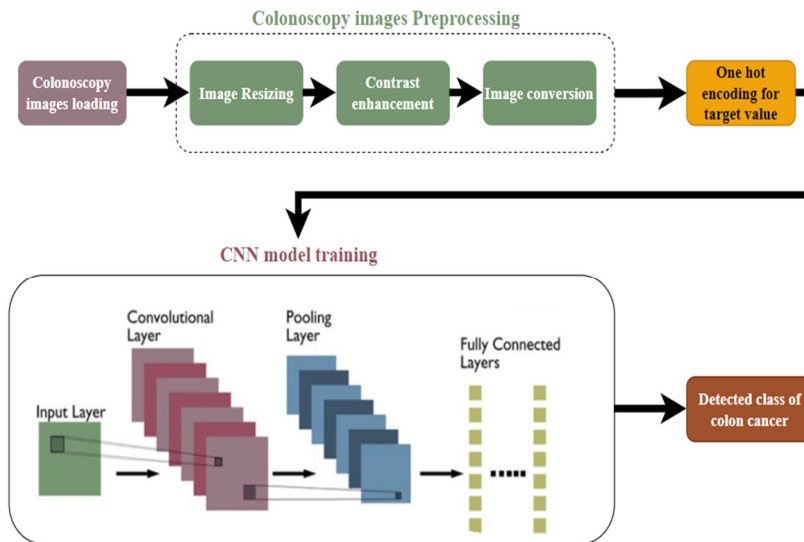 Colonoscopy images Preprocessing
Colonoscopy
images loading
Image Resizing
Contrast
enhancement
Image conversion
One hot
encoding for
target value
CNN model training
Convolutional
Layer
Pooling
Layer
Fully Connected
Layers
Input Layer
Detected class of
colon cancer